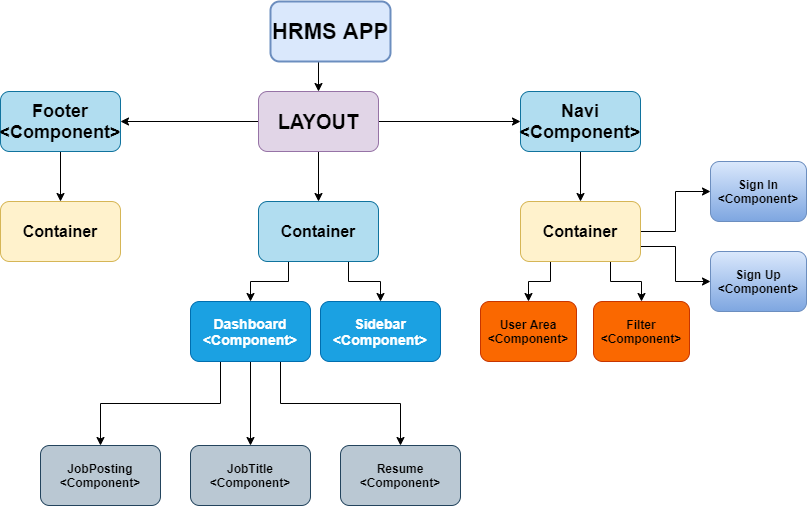 HRMS APP
Footer
<Component>
LAYOUT
Navi
<Component>
Sign In
<Component>
Container
Container
Container
Sign Up
<Component>
Dashboard
<Component>
Sidebar
<Component>
User Area
<Component>
Filter
<Component>
JobPosting
<Component>
JobTitle
<Component>
Resume
<Component>